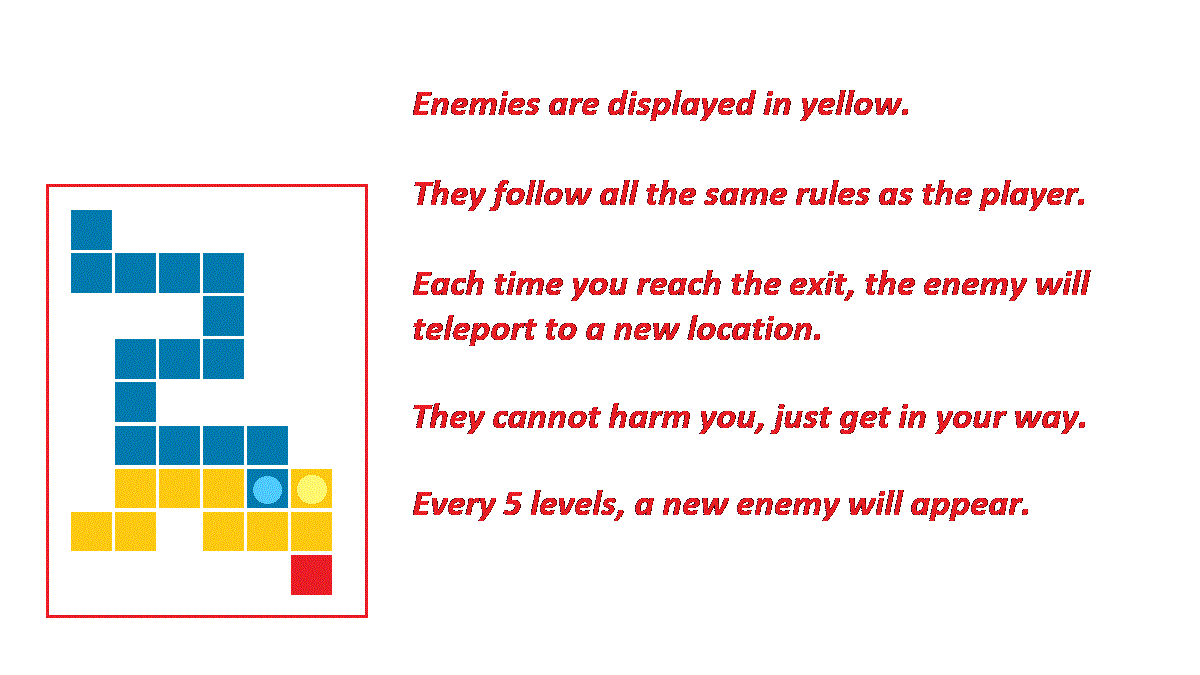 Enemies are displayed in yellow.
They follow all the same rules as the player.
Each time you reach the exit, the enemy will
teleport to a new location.
They cannot harm you, just get in your way.
Every 5 levels, a new enemy will appear.